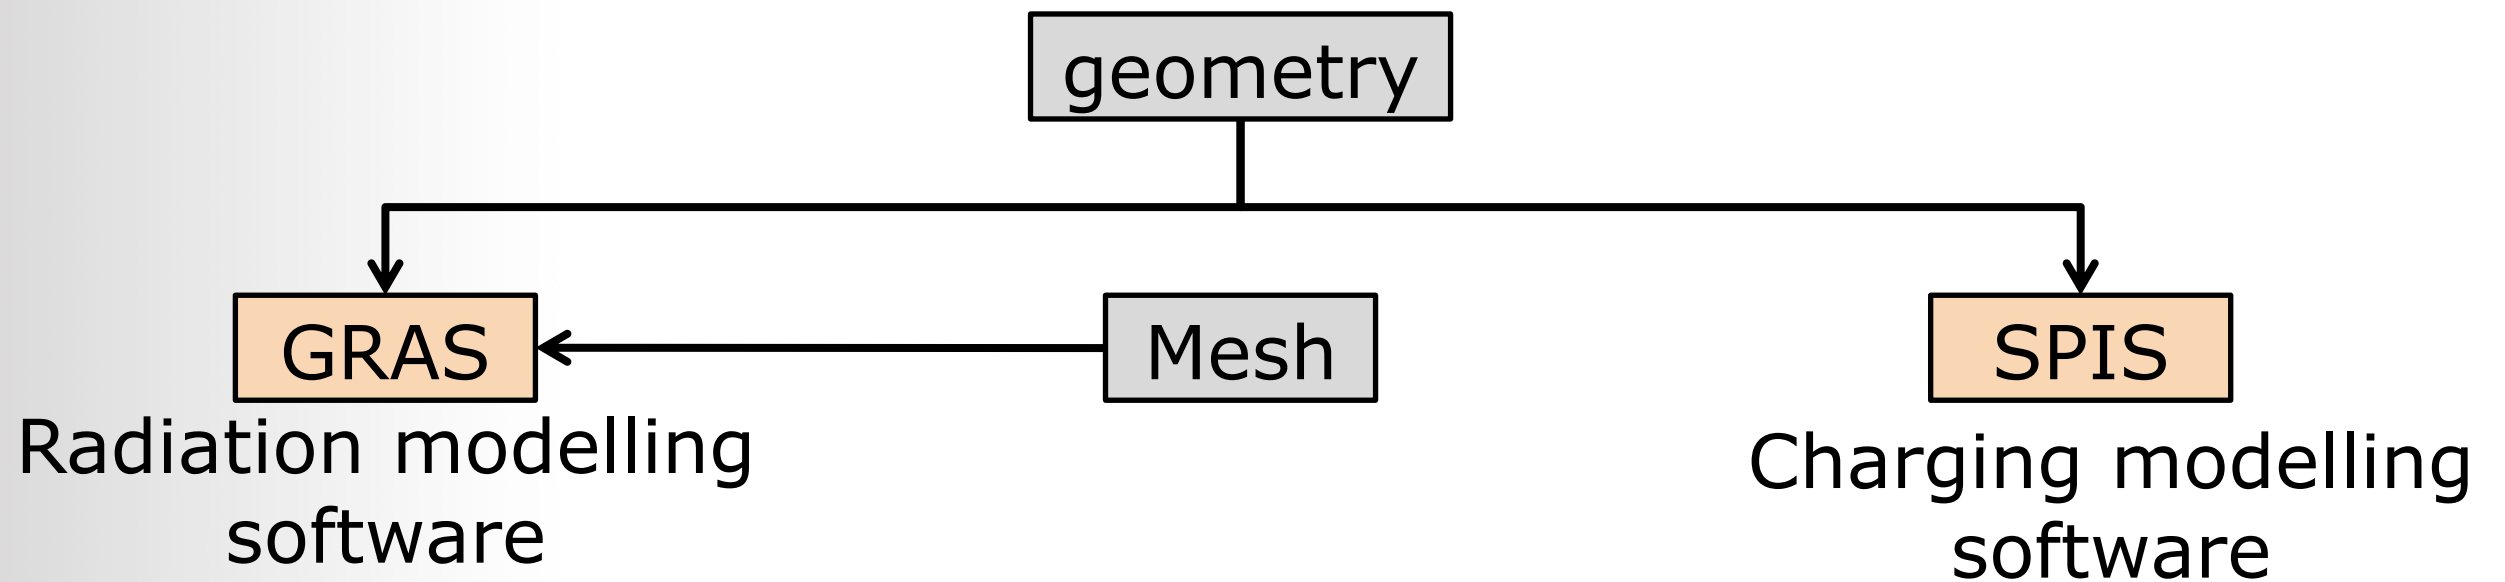 geometry
GRAS
Mesh
SPIS
Radiation modelling
software
Charging modelling
software